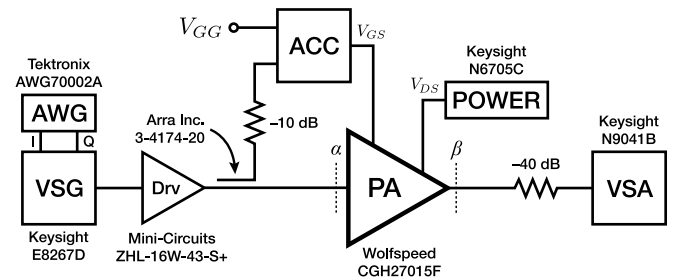 V_GG
ACC
V_GS
Tektronix
AWG70002A
AWG
I
Q
VSG
Keysight
E8267D
Arra Inc.
3-4174-20
–10 dB
Drv
Mini-Circuits
ZHL-16W-43-S+
α
PA
β
Wolfspeed
CGH27015F
V_DS
Keysight
N6705C
POWER
–40 dB
Keysight
N9041B
VSA